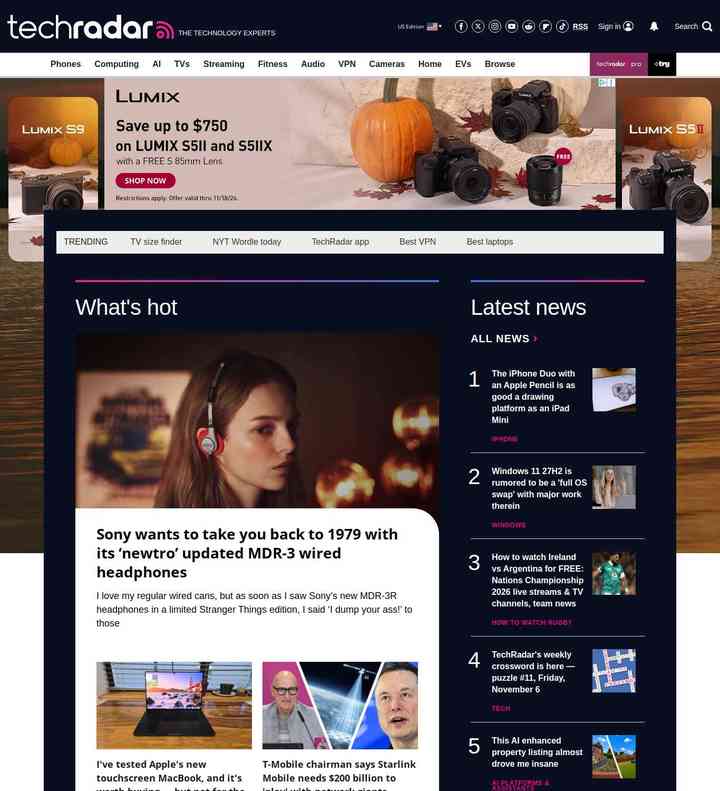 techradar THE TECHNOLOGY EXPERTS
US Edition
RSS
Sign in
Search
Phones Computing AI TVs Streaming Fitness Audio VPN Cameras Home EVs Browse
techradar pro
try
LUMIX
Save up to $750
on LUMIX S5II and S5IIX
with a FREE S 85mm Lens
SHOP NOW
Restrictions apply. Offer valid thru 11/18/26.
FREE
LUMIX S9
LUMIX S5II
TRENDING TV size finder NYT Wordle today TechRadar app Best VPN Best laptops
What's hot
Sony wants to take you back to 1979 with
its ‘newtro’ updated MDR-3 wired
headphones
I love my regular wired cans, but as soon as I saw Sony's new MDR-3R
headphones in a limited Stranger Things edition, I said ‘I dump your ass!’ to
those
I've tested Apple's new
touchscreen MacBook, and it's
T-Mobile chairman says Starlink
Mobile needs $200 billion to
Latest news
ALL NEWS ›
1
The iPhone Duo with
an Apple Pencil is as
good a drawing
platform as an iPad
Mini
IPHONE
2
Windows 11 27H2 is
rumored to be a 'full OS
swap' with major work
therein
WINDOWS
3
How to watch Ireland
vs Argentina for FREE:
Nations Championship
2026 live streams & TV
channels, team news
HOW TO WATCH RUGBY
4
TechRadar's weekly
crossword is here —
puzzle #11, Friday,
November 6
TECH
5
This AI enhanced
property listing almost
drove me insane
AI PLATFORMS &
ASSISTANTS